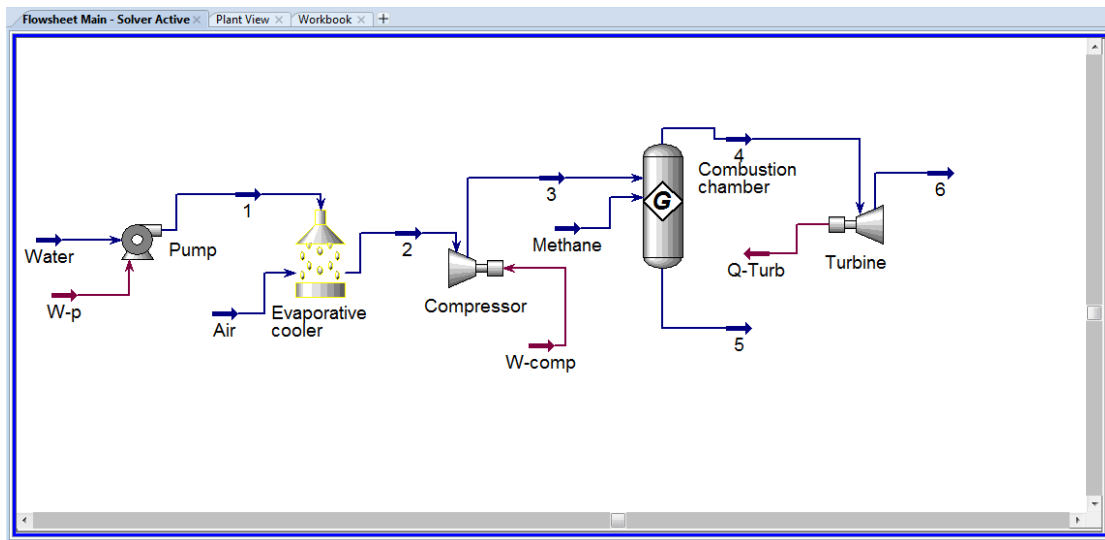 Flowsheet Main - Solver Active
Plant View
Workbook
4
Combustion
chamber
6
3
1
G
2
Methane
Water
Pump
Q-Turb
Turbine
Compressor
W-p
Air
Evaporative
cooler
5
W-comp